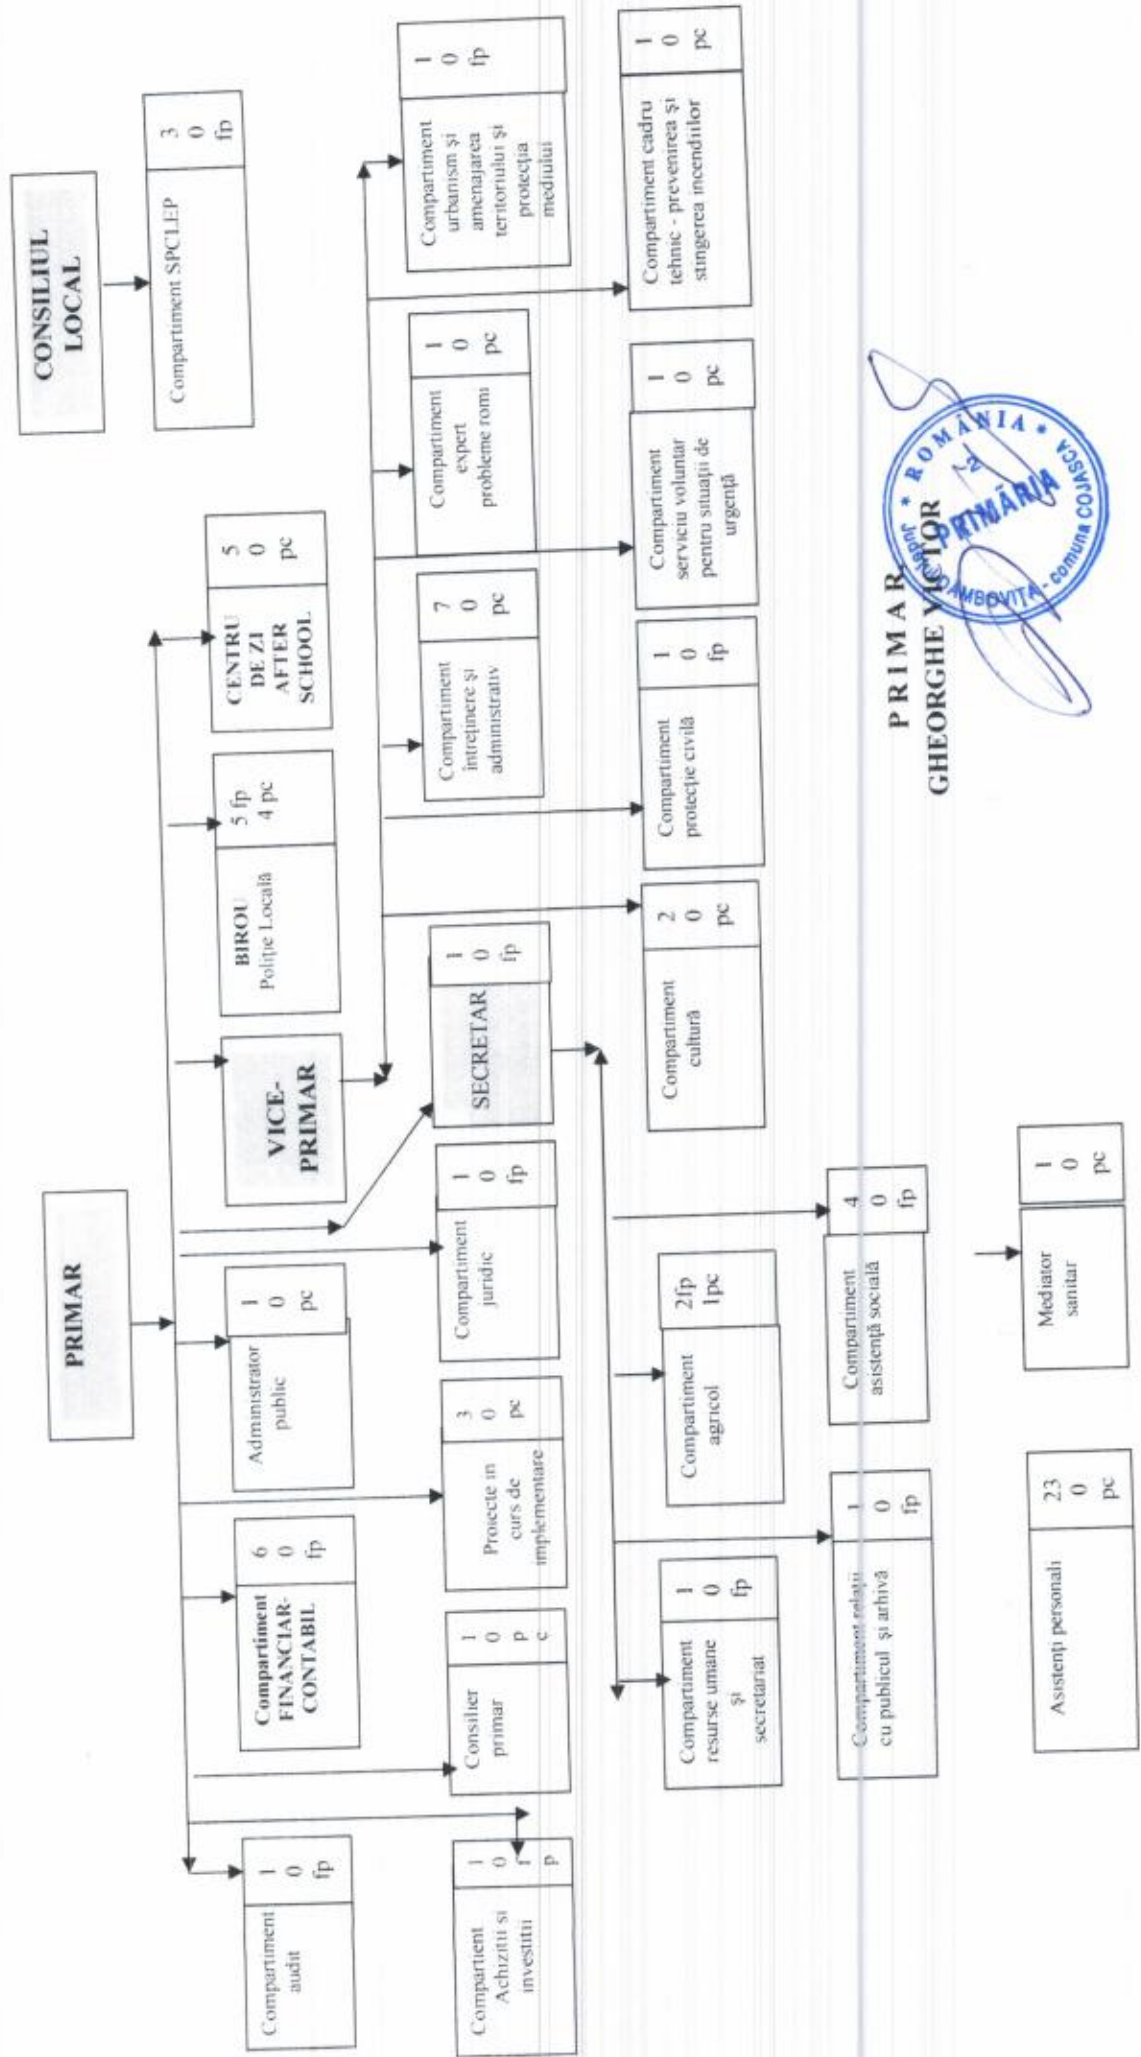 PRIMAR
CONSILIUL
LOCAL
Compartiment SPCLEP
3
0
fp
Compartiment
audit
1
0
fp
Compartiment
FINANCIAR-
CONTABIL
6
0
fp
Administrator
public
1
0
pc
VICE-
PRIMAR
BIROU
Poliție Locală
5 fp
4 pc
CENTRU
DE ZI
AFTER
SCHOOL
5
0
pc
Compartient
Achizitii si
investitii
1
0
f
p
Consilier
primar
1
0
p
c
Proiecte in
curs de
implementare
3
0
pc
Compartiment
juridic
1
0
fp
SECRETAR
1
0
fp
Compartiment
întreținere și
administrativ
7
0
pc
Compartiment
expert
probleme romi
1
0
pc
Compartiment
urbanism și
amenajarea
teritoriului și
protecția
mediului
1
0
fp
Compartiment
resurse umane
și
secretariat
1
0
fp
Compartiment
agricol
2fp
1pc
Compartiment
cultură
2
0
pc
Compartiment
protecție civilă
1
0
fp
Compartiment
serviciu voluntar
pentru situații de
urgență
1
0
pc
Compartiment cadru
tehnic - prevenirea și
stingerea incendiilor
1
0
pc
Compartiment relații
cu publicul și arhivă
1
0
fp
Compartiment
asistență socială
4
0
fp
Asistenți personali
23
0
pc
Mediator
sanitar
1
0
pc
PRIMAR,
GHEORGHE VICTOR
* ROMÂNIA *
Județul DÂMBOVIȚA - comuna COJASCA
2
PRIMĂRIA